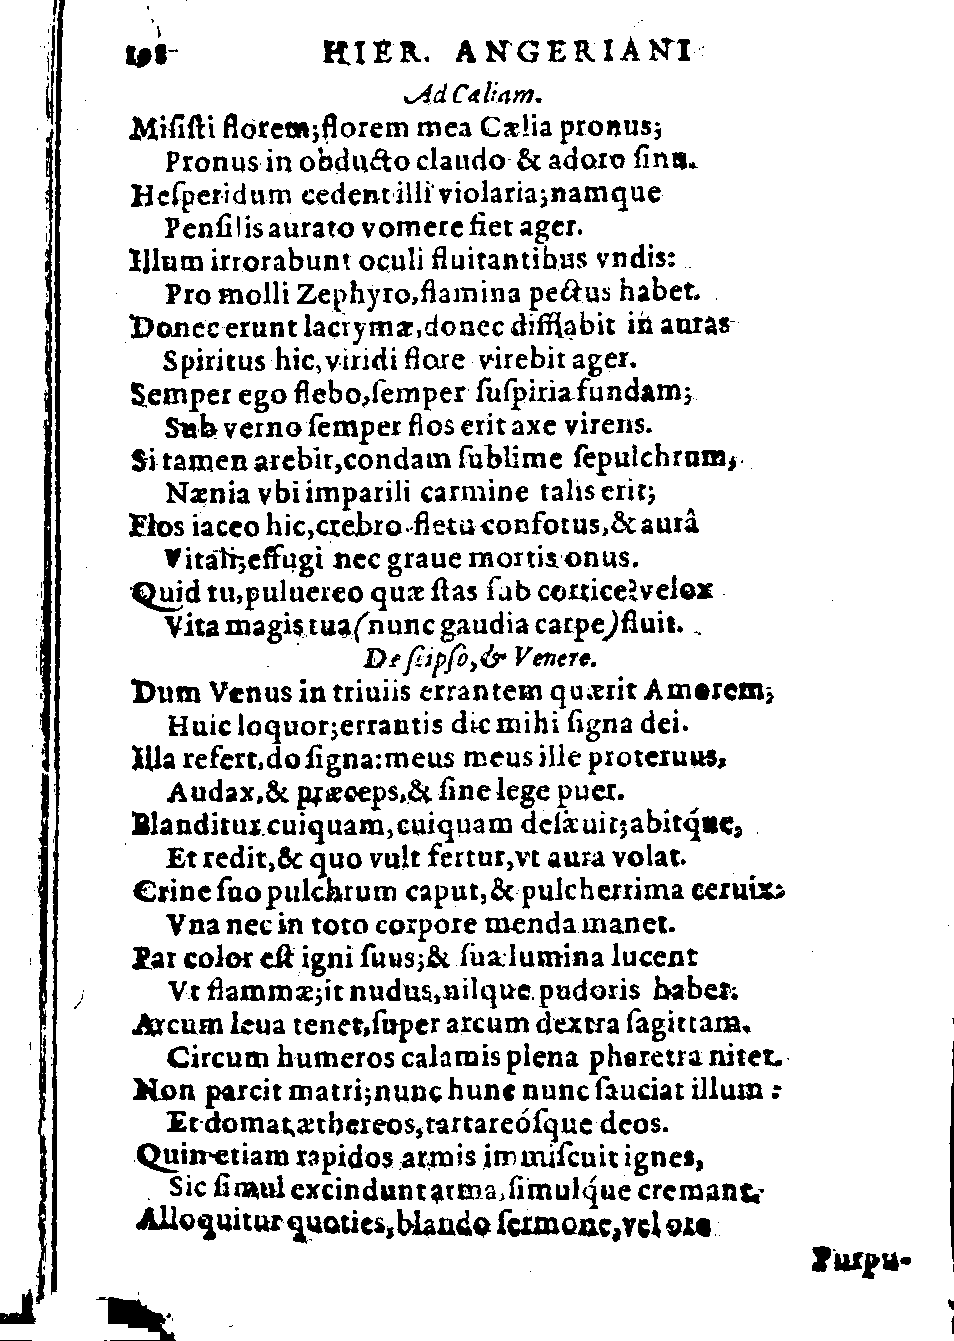 198 HIER. ANGERIANI
Ad Cæliam.
Misisti florem; florem mea Cælia pronus;
Pronus in obducto claudo & adoro sinu.
Hesperidum cedent illi violaria; namque
Pensilis aurato vomere fiet ager.
Illum irrorabunt oculi fluitantibus vndis:
Pro molli Zephyro, flamina pectus habet.
Donec erunt lacrymæ, donec difflabit in auras
Spiritus hic, viridi flore virebit ager.
Semper ego flebo, semper suspiria fundam;
Sub verno semper flos erit axe virens.
Si tamen arebit, condam sublime sepulchrum,
Nænia vbi imparili carmine talis erit;
Flos iaceo hic, crebro fletu confotus, & aurâ
Vitali; effugi nec graue mortis onus.
Quid tu, puluereo quæ stas sub cortice? velox
Vita magis tua (nunc gaudia carpe) fluit.
De seipso, & Venere.
Dum Venus in triuiis errantem quærit Amorem;
Huic loquor; errantis dic mihi signa dei.
Illa refert, do signa: meus meus ille proteruus,
Audax, & præceps, & sine lege puer.
Blanditur cuiquam, cuiquam desæuit; abitq́ue,
Et redit, & quo vult fertur, vt aura volat.
Crine suo pulchrum caput, & pulcherrima ceruix:
Vna nec in toto corpore menda manet.
Par color est igni suus; & sua lumina lucent
Vt flammæ; it nudus, nilque pudoris habet.
Arcum leua tenet, super arcum dextra sagittam.
Circum humeros calamis plena pharetra nitet.
Non parcit matri; nunc hunc nunc sauciat illum:
Et domat æthereos, tartareósque deos.
Quin etiam rapidos armis immiscuit ignes,
Sic simul excindunt arma, simulq́ue cremant.
Alloquitur quoties, blando sermone, vel ore
Purpu-